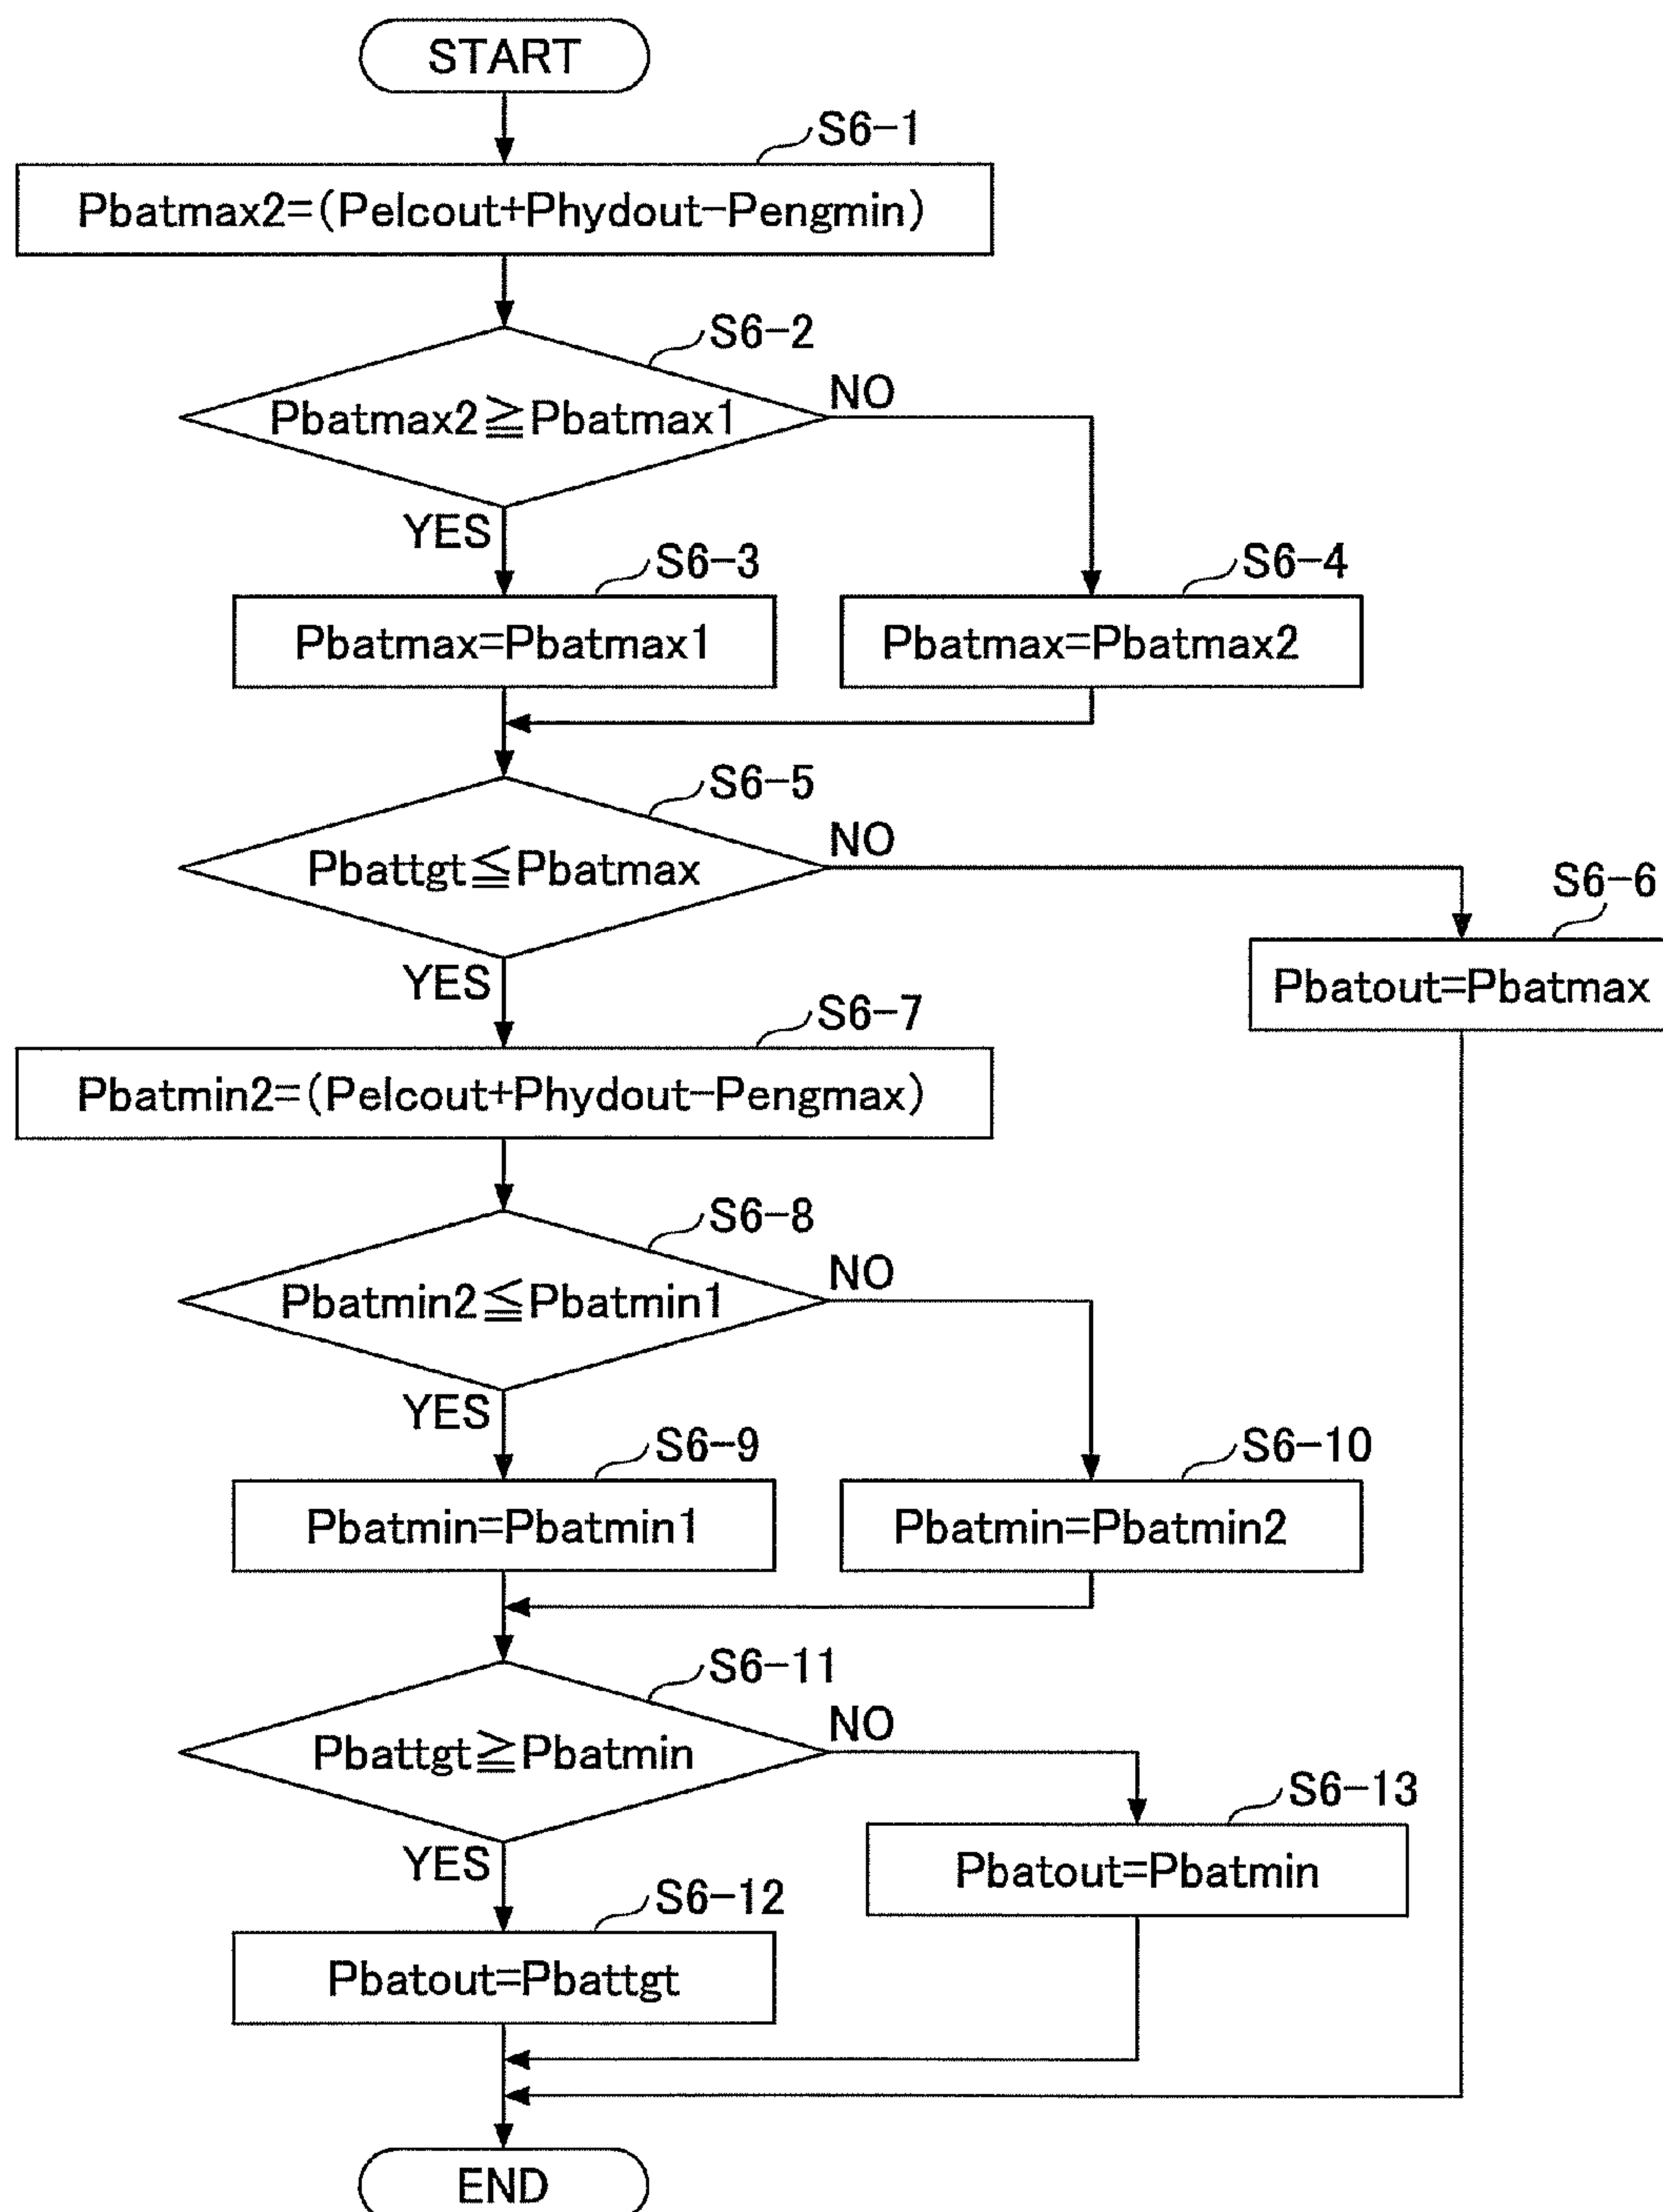 START
S6-1
Pbatmax2=(Pelcout+Phydout-Pengmin)
S6-2
Pbatmax2≧Pbatmax1
NO
YES
S6-3
Pbatmax=Pbatmax1
S6-4
Pbatmax=Pbatmax2
S6-5
Pbattgt≦Pbatmax
NO
YES
S6-6
Pbatout=Pbatmax
S6-7
Pbatmin2=(Pelcout+Phydout-Pengmax)
S6-8
Pbatmin2≦Pbatmin1
NO
YES
S6-9
Pbatmin=Pbatmin1
S6-10
Pbatmin=Pbatmin2
S6-11
Pbattgt≧Pbatmin
NO
YES
S6-13
Pbatout=Pbatmin
S6-12
Pbatout=Pbattgt
END